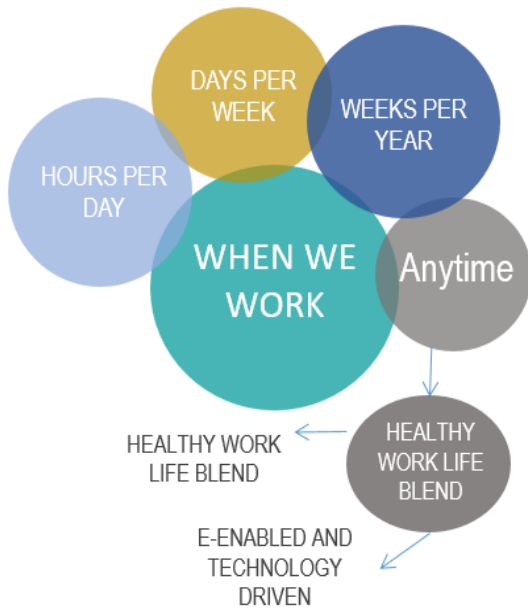 DAYS PER
WEEK
WEEKS PER
YEAR
HOURS PER
DAY
WHEN WE
WORK
Anytime
HEALTHY
WORK LIFE
BLEND
HEALTHY WORK
LIFE BLEND
E-ENABLED AND
TECHNOLOGY
DRIVEN